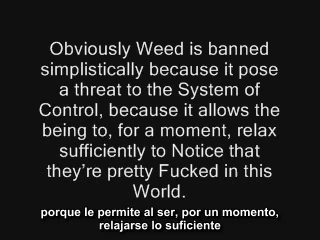 Obviously Weed is banned
simplistically because it pose
a threat to the System of
Control, because it allows the
being to, for a moment, relax
sufficiently to Notice that
they're pretty Fucked in this
World.
porque le permite al ser, por un momento,
relajarse lo suficiente